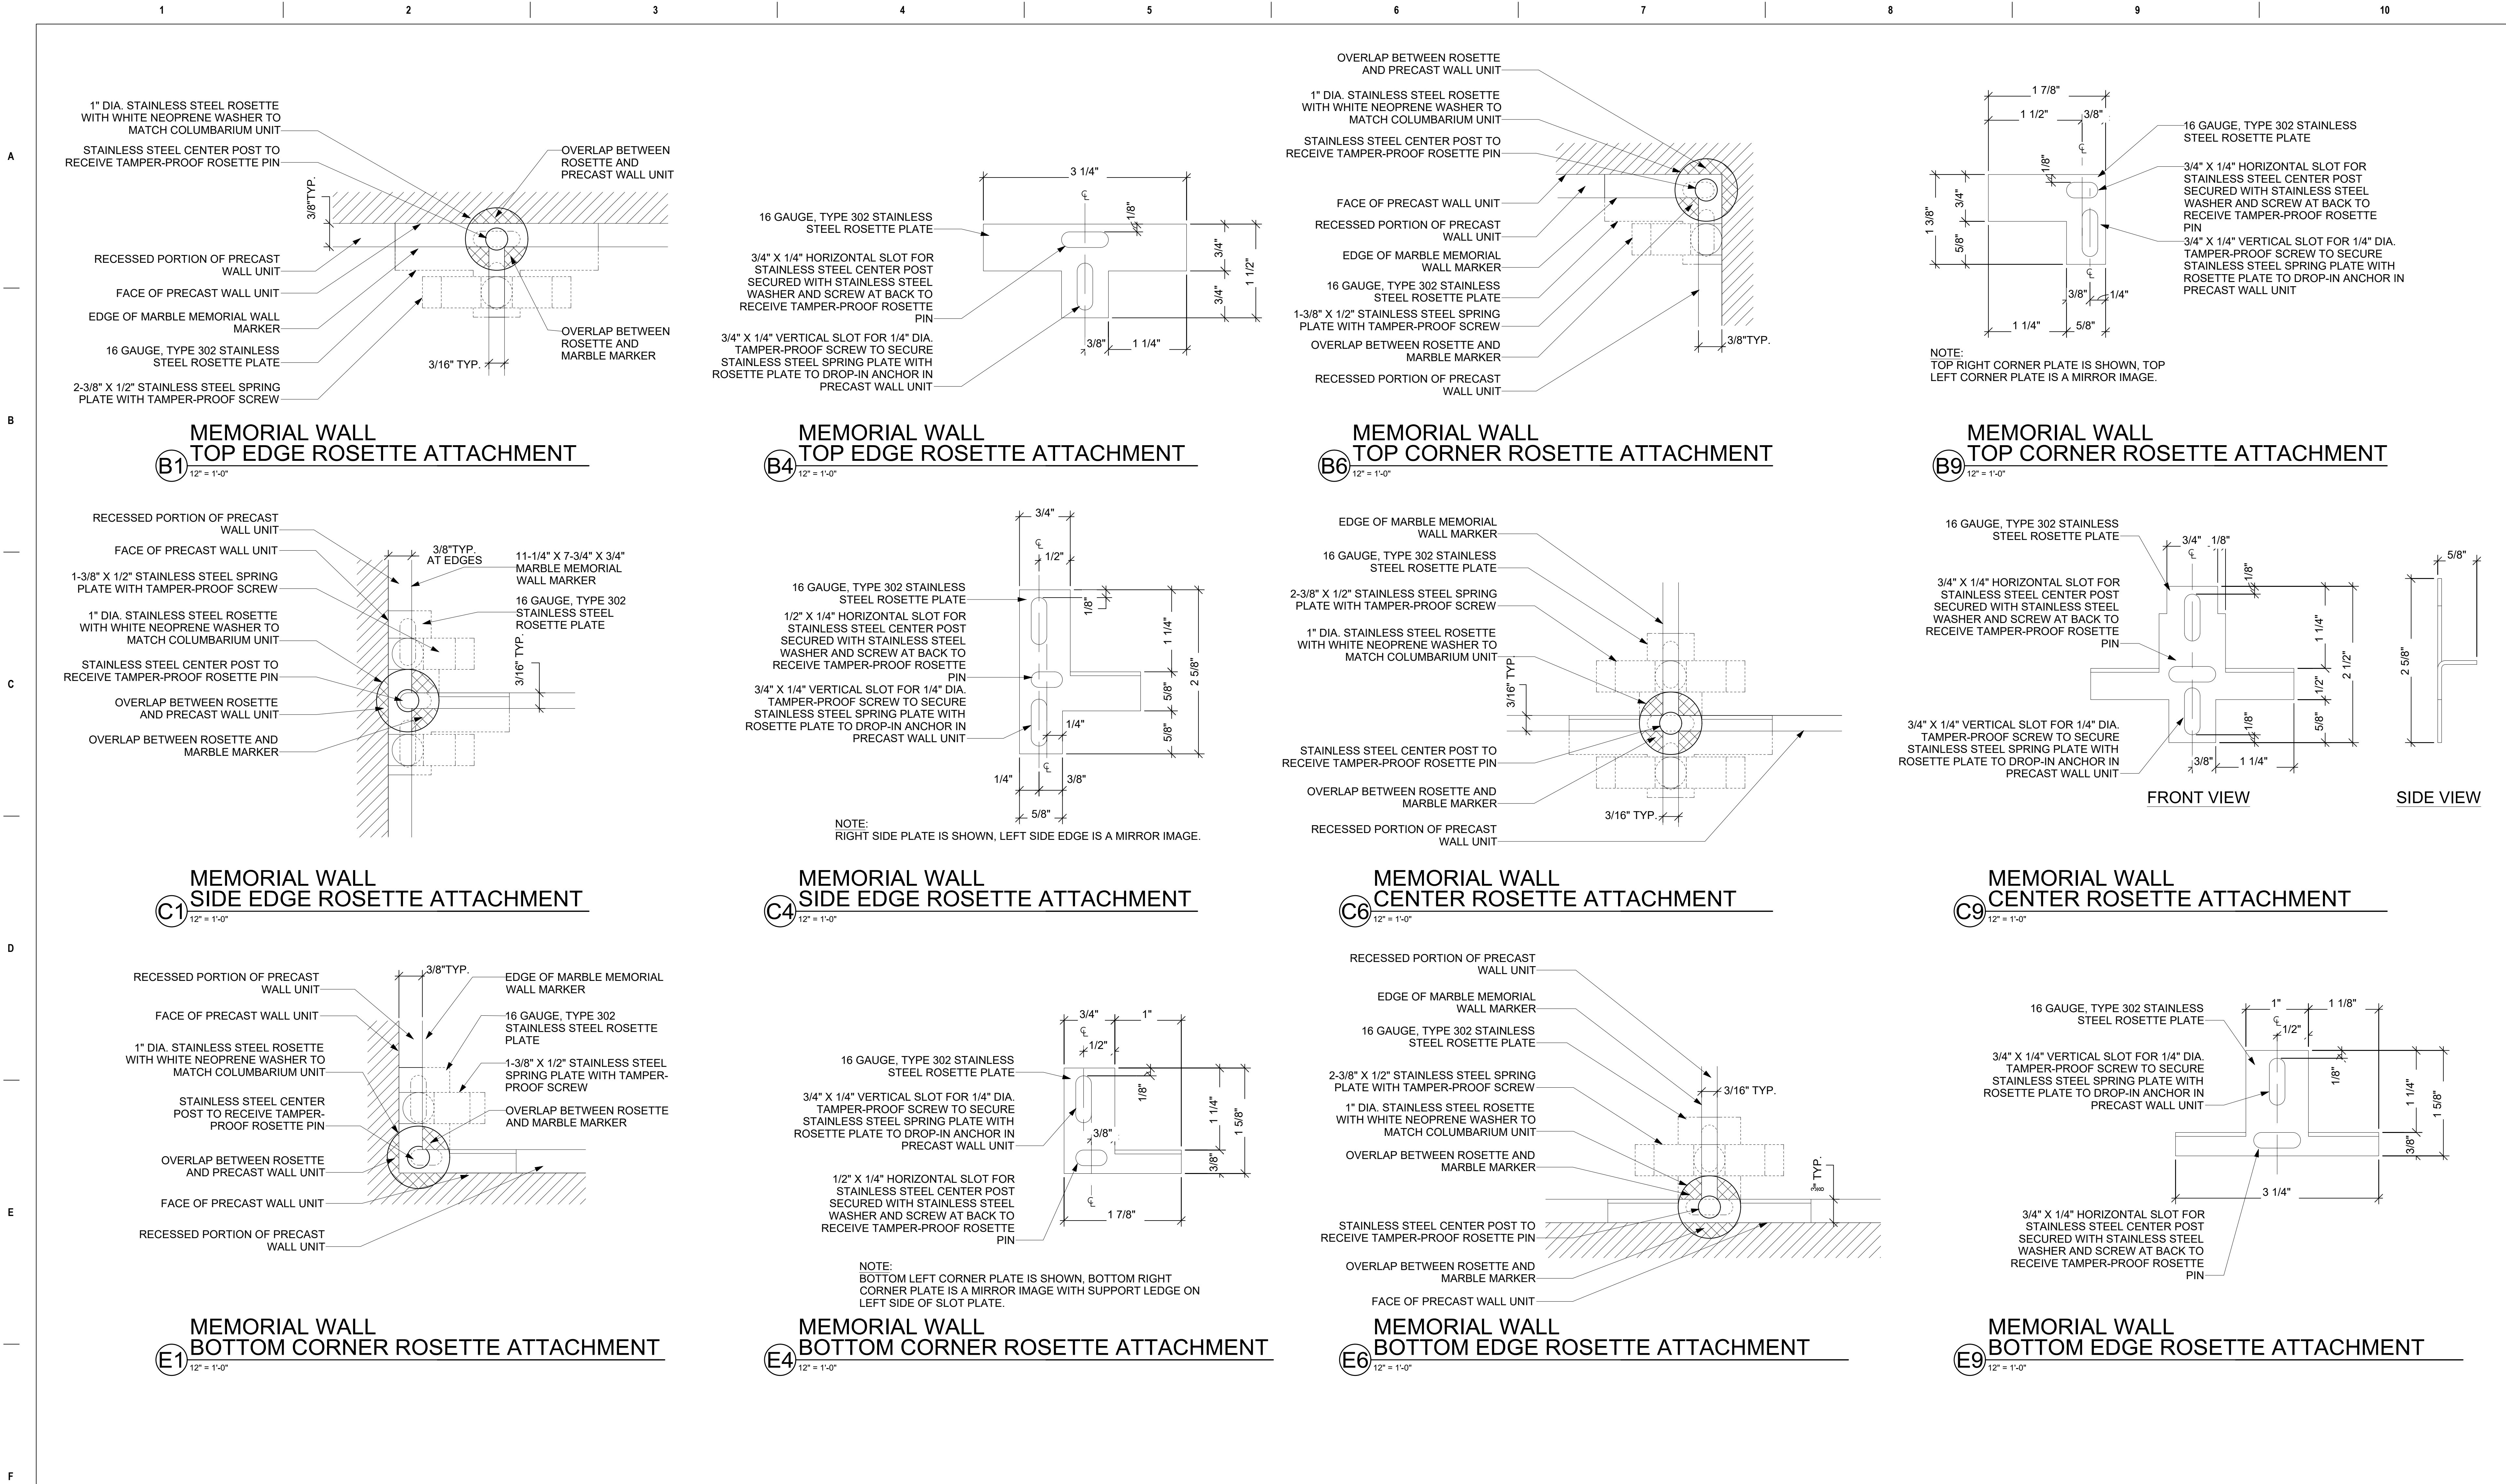 1 2 3 4 5 6 7 8 9 10
A
B
C
D
E
F
1" DIA. STAINLESS STEEL ROSETTE
WITH WHITE NEOPRENE WASHER TO
MATCH COLUMBARIUM UNIT
STAINLESS STEEL CENTER POST TO
RECEIVE TAMPER-PROOF ROSETTE PIN
3/8"TYP.
RECESSED PORTION OF PRECAST
WALL UNIT
FACE OF PRECAST WALL UNIT
EDGE OF MARBLE MEMORIAL WALL
MARKER
16 GAUGE, TYPE 302 STAINLESS
STEEL ROSETTE PLATE
2-3/8" X 1/2" STAINLESS STEEL SPRING
PLATE WITH TAMPER-PROOF SCREW
OVERLAP BETWEEN
ROSETTE AND
PRECAST WALL UNIT
OVERLAP BETWEEN
ROSETTE AND
MARBLE MARKER
3/16" TYP.
MEMORIAL WALL
B1 TOP EDGE ROSETTE ATTACHMENT
12" = 1'-0"
3 1/4"
℄
1/8"
16 GAUGE, TYPE 302 STAINLESS
STEEL ROSETTE PLATE
3/4" X 1/4" HORIZONTAL SLOT FOR
STAINLESS STEEL CENTER POST
SECURED WITH STAINLESS STEEL
WASHER AND SCREW AT BACK TO
RECEIVE TAMPER-PROOF ROSETTE
PIN
3/4" X 1/4" VERTICAL SLOT FOR 1/4" DIA.
TAMPER-PROOF SCREW TO SECURE
STAINLESS STEEL SPRING PLATE WITH
ROSETTE PLATE TO DROP-IN ANCHOR IN
PRECAST WALL UNIT
3/4"
3/4"
1 1/2"
3/8"
1 1/4"
MEMORIAL WALL
B4 TOP EDGE ROSETTE ATTACHMENT
12" = 1'-0"
OVERLAP BETWEEN ROSETTE
AND PRECAST WALL UNIT
1" DIA. STAINLESS STEEL ROSETTE
WITH WHITE NEOPRENE WASHER TO
MATCH COLUMBARIUM UNIT
STAINLESS STEEL CENTER POST TO
RECEIVE TAMPER-PROOF ROSETTE PIN
FACE OF PRECAST WALL UNIT
RECESSED PORTION OF PRECAST
WALL UNIT
EDGE OF MARBLE MEMORIAL
WALL MARKER
16 GAUGE, TYPE 302 STAINLESS
STEEL ROSETTE PLATE
1-3/8" X 1/2" STAINLESS STEEL SPRING
PLATE WITH TAMPER-PROOF SCREW
OVERLAP BETWEEN ROSETTE AND
MARBLE MARKER
RECESSED PORTION OF PRECAST
WALL UNIT
3/8"TYP.
MEMORIAL WALL
B6 TOP CORNER ROSETTE ATTACHMENT
12" = 1'-0"
1 7/8"
1 1/2"
3/8"
℄
1/8"
1 3/8"
3/4"
5/8"
℄
3/8"
1/4"
1 1/4"
5/8"
16 GAUGE, TYPE 302 STAINLESS
STEEL ROSETTE PLATE
3/4" X 1/4" HORIZONTAL SLOT FOR
STAINLESS STEEL CENTER POST
SECURED WITH STAINLESS STEEL
WASHER AND SCREW AT BACK TO
RECEIVE TAMPER-PROOF ROSETTE
PIN
3/4" X 1/4" VERTICAL SLOT FOR 1/4" DIA.
TAMPER-PROOF SCREW TO SECURE
STAINLESS STEEL SPRING PLATE WITH
ROSETTE PLATE TO DROP-IN ANCHOR IN
PRECAST WALL UNIT
NOTE:
TOP RIGHT CORNER PLATE IS SHOWN, TOP
LEFT CORNER PLATE IS A MIRROR IMAGE.
MEMORIAL WALL
B9 TOP CORNER ROSETTE ATTACHMENT
12" = 1'-0"
RECESSED PORTION OF PRECAST
WALL UNIT
FACE OF PRECAST WALL UNIT
1-3/8" X 1/2" STAINLESS STEEL SPRING
PLATE WITH TAMPER-PROOF SCREW
1" DIA. STAINLESS STEEL ROSETTE
WITH WHITE NEOPRENE WASHER TO
MATCH COLUMBARIUM UNIT
STAINLESS STEEL CENTER POST TO
RECEIVE TAMPER-PROOF ROSETTE PIN
OVERLAP BETWEEN ROSETTE
AND PRECAST WALL UNIT
OVERLAP BETWEEN ROSETTE AND
MARBLE MARKER
3/8"TYP.
AT EDGES
11-1/4" X 7-3/4" X 3/4"
MARBLE MEMORIAL
WALL MARKER
16 GAUGE, TYPE 302
STAINLESS STEEL
ROSETTE PLATE
3/16" TYP.
MEMORIAL WALL
C1 SIDE EDGE ROSETTE ATTACHMENT
12" = 1'-0"
3/4"
℄
1/2"
16 GAUGE, TYPE 302 STAINLESS
STEEL ROSETTE PLATE
1/2" X 1/4" HORIZONTAL SLOT FOR
STAINLESS STEEL CENTER POST
SECURED WITH STAINLESS STEEL
WASHER AND SCREW AT BACK TO
RECEIVE TAMPER-PROOF ROSETTE
PIN
3/4" X 1/4" VERTICAL SLOT FOR 1/4" DIA.
TAMPER-PROOF SCREW TO SECURE
STAINLESS STEEL SPRING PLATE WITH
ROSETTE PLATE TO DROP-IN ANCHOR IN
PRECAST WALL UNIT
1/8"
1 1/4"
2 5/8"
5/8"
5/8"
1/4"
℄
1/4"
3/8"
5/8"
NOTE:
RIGHT SIDE PLATE IS SHOWN, LEFT SIDE EDGE IS A MIRROR IMAGE.
MEMORIAL WALL
C4 SIDE EDGE ROSETTE ATTACHMENT
12" = 1'-0"
EDGE OF MARBLE MEMORIAL
WALL MARKER
16 GAUGE, TYPE 302 STAINLESS
STEEL ROSETTE PLATE
2-3/8" X 1/2" STAINLESS STEEL SPRING
PLATE WITH TAMPER-PROOF SCREW
1" DIA. STAINLESS STEEL ROSETTE
WITH WHITE NEOPRENE WASHER TO
MATCH COLUMBARIUM UNIT
3/16" TYP.
STAINLESS STEEL CENTER POST TO
RECEIVE TAMPER-PROOF ROSETTE PIN
OVERLAP BETWEEN ROSETTE AND
MARBLE MARKER
3/16" TYP.
RECESSED PORTION OF PRECAST
WALL UNIT
MEMORIAL WALL
C6 CENTER ROSETTE ATTACHMENT
12" = 1'-0"
16 GAUGE, TYPE 302 STAINLESS
STEEL ROSETTE PLATE
3/4" X 1/4" HORIZONTAL SLOT FOR
STAINLESS STEEL CENTER POST
SECURED WITH STAINLESS STEEL
WASHER AND SCREW AT BACK TO
RECEIVE TAMPER-PROOF ROSETTE
PIN
3/4" X 1/4" VERTICAL SLOT FOR 1/4" DIA.
TAMPER-PROOF SCREW TO SECURE
STAINLESS STEEL SPRING PLATE WITH
ROSETTE PLATE TO DROP-IN ANCHOR IN
PRECAST WALL UNIT
3/4"
1/8"
℄
1/8"
1 1/4"
2 1/2"
1/2"
1/8"
5/8"
3/8"
1 1/4"
5/8"
2 5/8"
FRONT VIEW
SIDE VIEW
MEMORIAL WALL
C9 CENTER ROSETTE ATTACHMENT
12" = 1'-0"
RECESSED PORTION OF PRECAST
WALL UNIT
FACE OF PRECAST WALL UNIT
1" DIA. STAINLESS STEEL ROSETTE
WITH WHITE NEOPRENE WASHER TO
MATCH COLUMBARIUM UNIT
STAINLESS STEEL CENTER
POST TO RECEIVE TAMPER-
PROOF ROSETTE PIN
OVERLAP BETWEEN ROSETTE
AND PRECAST WALL UNIT
FACE OF PRECAST WALL UNIT
RECESSED PORTION OF PRECAST
WALL UNIT
3/8"TYP.
EDGE OF MARBLE MEMORIAL
WALL MARKER
16 GAUGE, TYPE 302
STAINLESS STEEL ROSETTE
PLATE
1-3/8" X 1/2" STAINLESS STEEL
SPRING PLATE WITH TAMPER-
PROOF SCREW
OVERLAP BETWEEN ROSETTE
AND MARBLE MARKER
MEMORIAL WALL
E1 BOTTOM CORNER ROSETTE ATTACHMENT
12" = 1'-0"
3/4"
1"
℄
1/2"
16 GAUGE, TYPE 302 STAINLESS
STEEL ROSETTE PLATE
3/4" X 1/4" VERTICAL SLOT FOR 1/4" DIA.
TAMPER-PROOF SCREW TO SECURE
STAINLESS STEEL SPRING PLATE WITH
ROSETTE PLATE TO DROP-IN ANCHOR IN
PRECAST WALL UNIT
1/2" X 1/4" HORIZONTAL SLOT FOR
STAINLESS STEEL CENTER POST
SECURED WITH STAINLESS STEEL
WASHER AND SCREW AT BACK TO
RECEIVE TAMPER-PROOF ROSETTE
PIN
1/8"
1 1/4"
1 5/8"
3/8"
3/8"
℄
1 7/8"
NOTE:
BOTTOM LEFT CORNER PLATE IS SHOWN, BOTTOM RIGHT
CORNER PLATE IS A MIRROR IMAGE WITH SUPPORT LEDGE ON
LEFT SIDE OF SLOT PLATE.
MEMORIAL WALL
E4 BOTTOM CORNER ROSETTE ATTACHMENT
12" = 1'-0"
RECESSED PORTION OF PRECAST
WALL UNIT
EDGE OF MARBLE MEMORIAL
WALL MARKER
16 GAUGE, TYPE 302 STAINLESS
STEEL ROSETTE PLATE
2-3/8" X 1/2" STAINLESS STEEL SPRING
PLATE WITH TAMPER-PROOF SCREW
1" DIA. STAINLESS STEEL ROSETTE
WITH WHITE NEOPRENE WASHER TO
MATCH COLUMBARIUM UNIT
OVERLAP BETWEEN ROSETTE AND
MARBLE MARKER
3/16" TYP.
3/8" TYP.
STAINLESS STEEL CENTER POST TO
RECEIVE TAMPER-PROOF ROSETTE PIN
OVERLAP BETWEEN ROSETTE AND
MARBLE MARKER
FACE OF PRECAST WALL UNIT
MEMORIAL WALL
E6 BOTTOM EDGE ROSETTE ATTACHMENT
12" = 1'-0"
16 GAUGE, TYPE 302 STAINLESS
STEEL ROSETTE PLATE
3/4" X 1/4" VERTICAL SLOT FOR 1/4" DIA.
TAMPER-PROOF SCREW TO SECURE
STAINLESS STEEL SPRING PLATE WITH
ROSETTE PLATE TO DROP-IN ANCHOR IN
PRECAST WALL UNIT
1"
1 1/8"
℄
1/2"
1/8"
1 1/4"
1 5/8"
3/8"
3 1/4"
3/4" X 1/4" HORIZONTAL SLOT FOR
STAINLESS STEEL CENTER POST
SECURED WITH STAINLESS STEEL
WASHER AND SCREW AT BACK TO
RECEIVE TAMPER-PROOF ROSETTE
PIN
MEMORIAL WALL
E9 BOTTOM EDGE ROSETTE ATTACHMENT
12" = 1'-0"